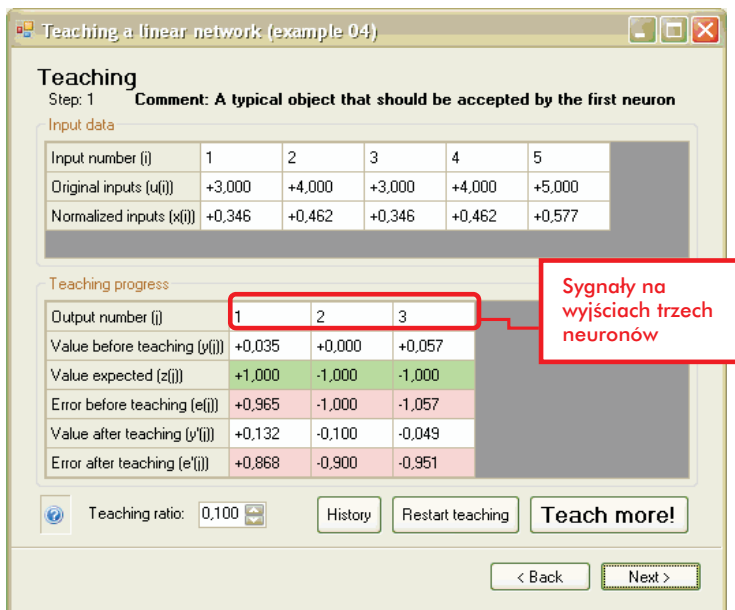 Teaching a linear network (example 04)
Teaching
Step: 1 Comment: A typical object that should be accepted by the first neuron
Input data
Input number (i) 1 2 3 4 5
Original inputs (u(i)) +3,000 +4,000 +3,000 +4,000 +5,000
Normalized inputs (x(i)) +0,346 +0,462 +0,346 +0,462 +0,577
Teaching progress
Output number (j) 1 2 3
Value before teaching (y(j)) +0,035 +0,000 +0,057
Value expected (z(j)) +1,000 -1,000 -1,000
Error before teaching (e(j)) +0,965 -1,000 -1,057
Value after teaching (y'(j)) +0,132 -0,100 -0,049
Error after teaching (e'(j)) +0,868 -0,900 -0,951
Sygnały na
wyjściach trzech
neuronów
Teaching ratio: 0,100 History Restart teaching Teach more!
< Back Next >